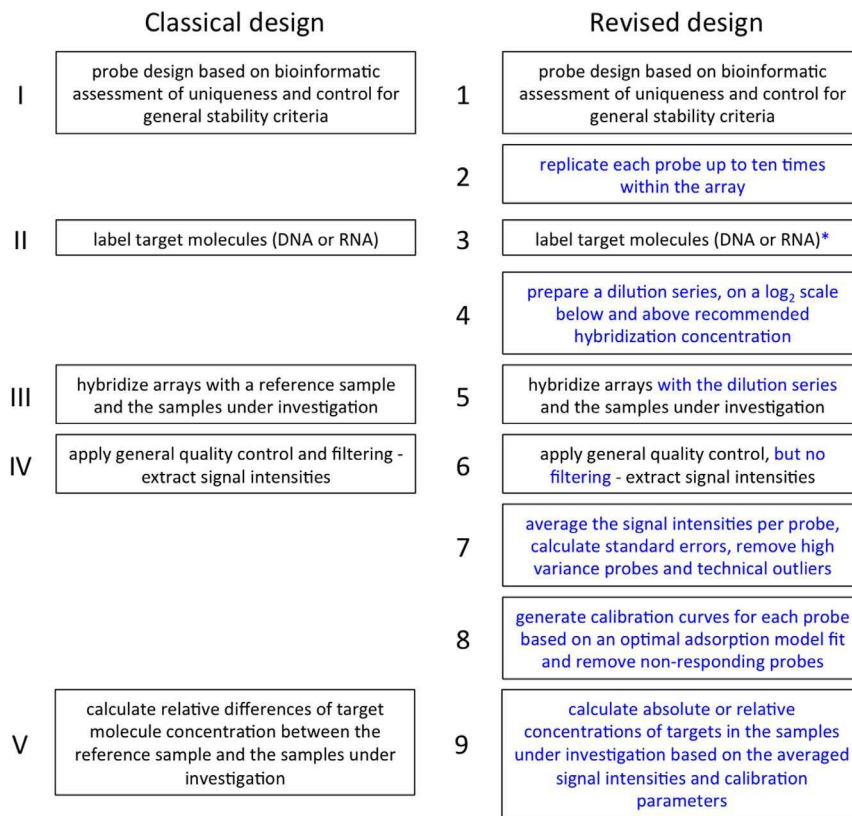 Classical design
Revised design
I
probe design based on bioinformatic
assessment of uniqueness and control for
general stability criteria
1
probe design based on bioinformatic
assessment of uniqueness and control for
general stability criteria
2
replicate each probe up to ten times
within the array
II
label target molecules (DNA or RNA)
3
label target molecules (DNA or RNA)*
4
prepare a dilution series, on a log₂ scale
below and above recommended
hybridization concentration
III
hybridize arrays with a reference sample
and the samples under investigation
5
hybridize arrays with the dilution series
and the samples under investigation
IV
apply general quality control and filtering -
extract signal intensities
6
apply general quality control, but no
filtering - extract signal intensities
7
average the signal intensities per probe,
calculate standard errors, remove high
variance probes and technical outliers
8
generate calibration curves for each probe
based on an optimal adsorption model fit
and remove non-responding probes
V
calculate relative differences of target
molecule concentration between the
reference sample and the samples under
investigation
9
calculate absolute or relative
concentrations of targets in the samples
under investigation based on the averaged
signal intensities and calibration
parameters